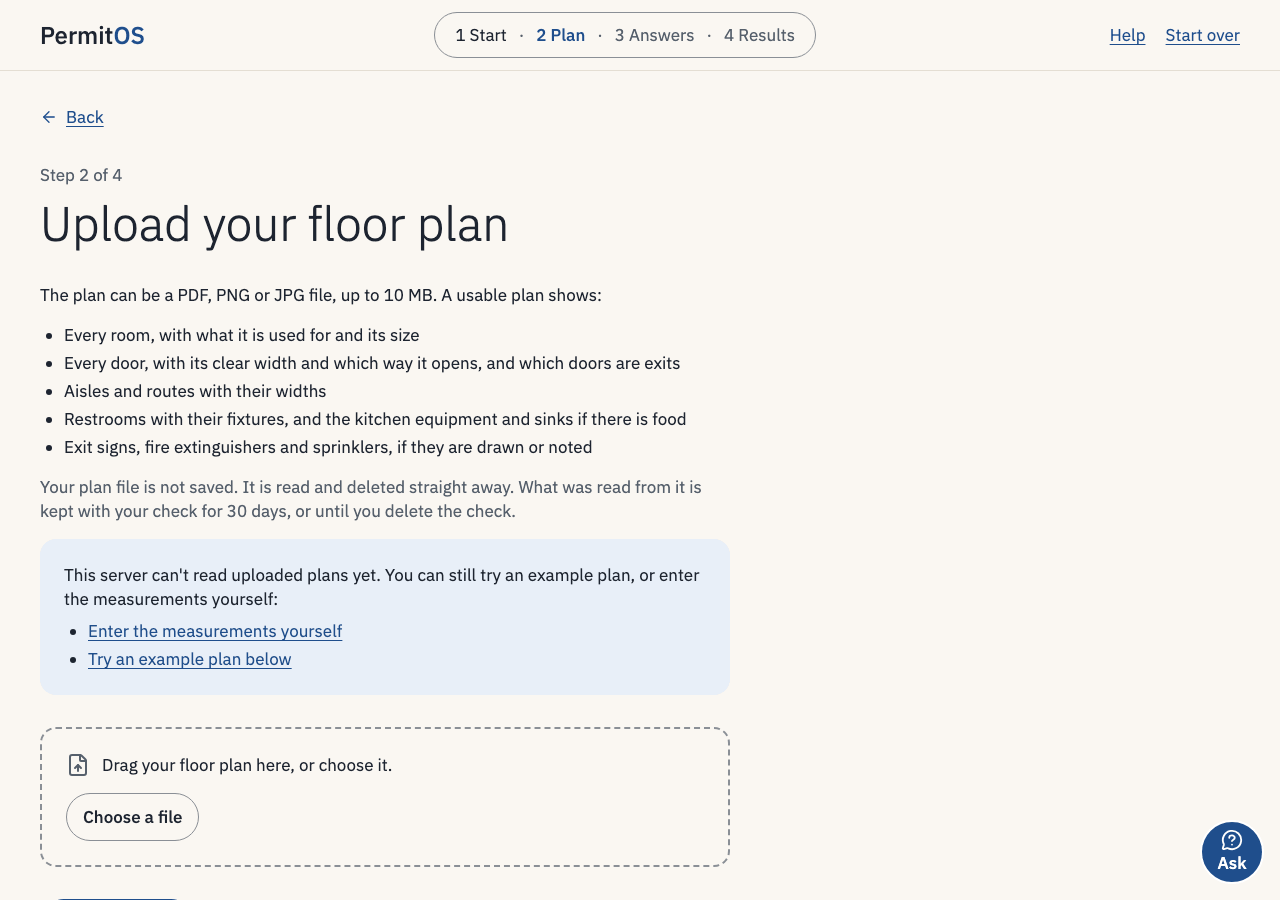 PermitOS
1 Start · 2 Plan · 3 Answers · 4 Results
Help
Start over
Back
Step 2 of 4
Upload your floor plan
The plan can be a PDF, PNG or JPG file, up to 10 MB. A usable plan shows:
Every room, with what it is used for and its size
Every door, with its clear width and which way it opens, and which doors are exits
Aisles and routes with their widths
Restrooms with their fixtures, and the kitchen equipment and sinks if there is food
Exit signs, fire extinguishers and sprinklers, if they are drawn or noted
Your plan file is not saved. It is read and deleted straight away. What was read from it is
kept with your check for 30 days, or until you delete the check.
This server can't read uploaded plans yet. You can still try an example plan, or enter
the measurements yourself:
Enter the measurements yourself
Try an example plan below
Drag your floor plan here, or choose it.
Choose a file
Ask